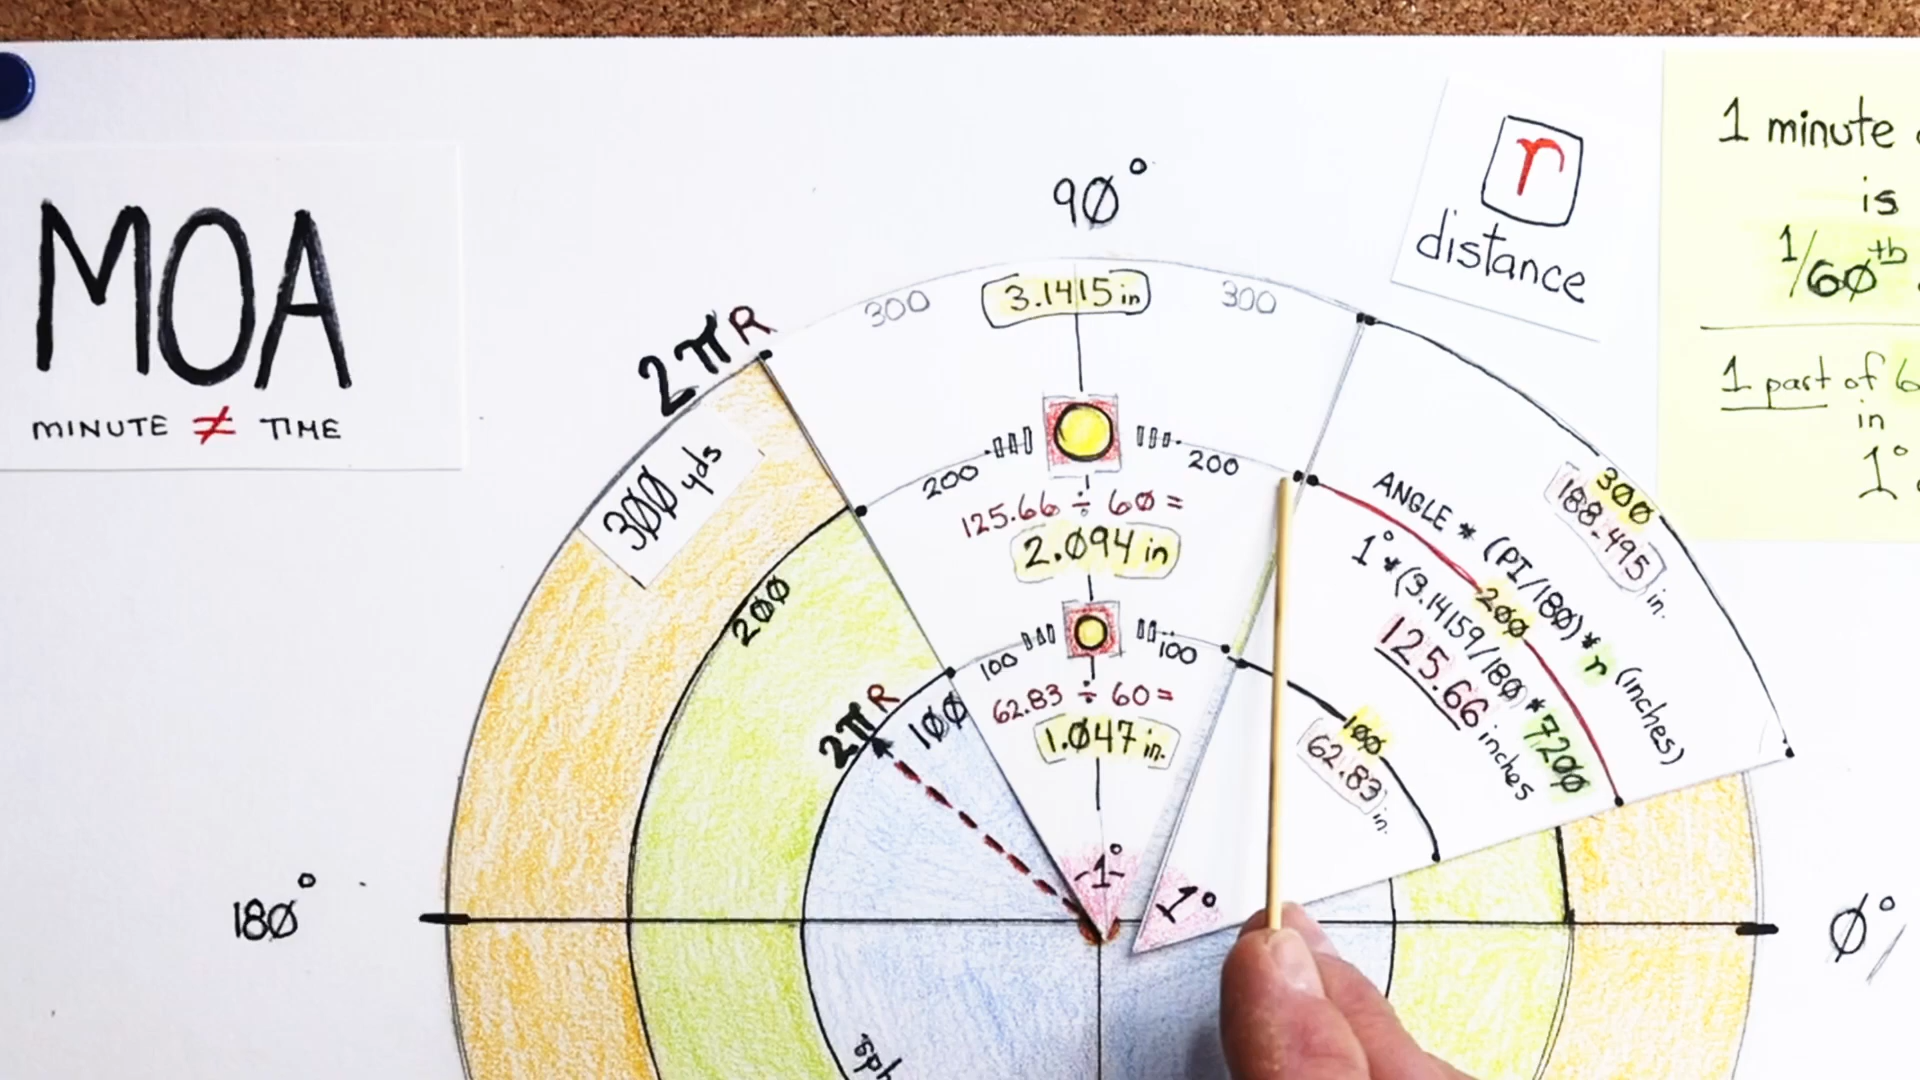 MOA
MINUTE ≠ TIME
90°
r
distance
1 minute
is
1/60th
1 part of 6
in
1°
2πR
300
3.1415 in
300
300 yds
200
200
125.66 ÷ 60 =
2.094 in
200
100
100
62.83 ÷ 60 =
1.047 in.
2πR
100
-1°-
1°
ANGLE * (PI/180) * r (inches)
1° * (3.14159/180) * 7200
200
125.66 inches
300
188.495 in.
100
62.83 in.
180°
0°